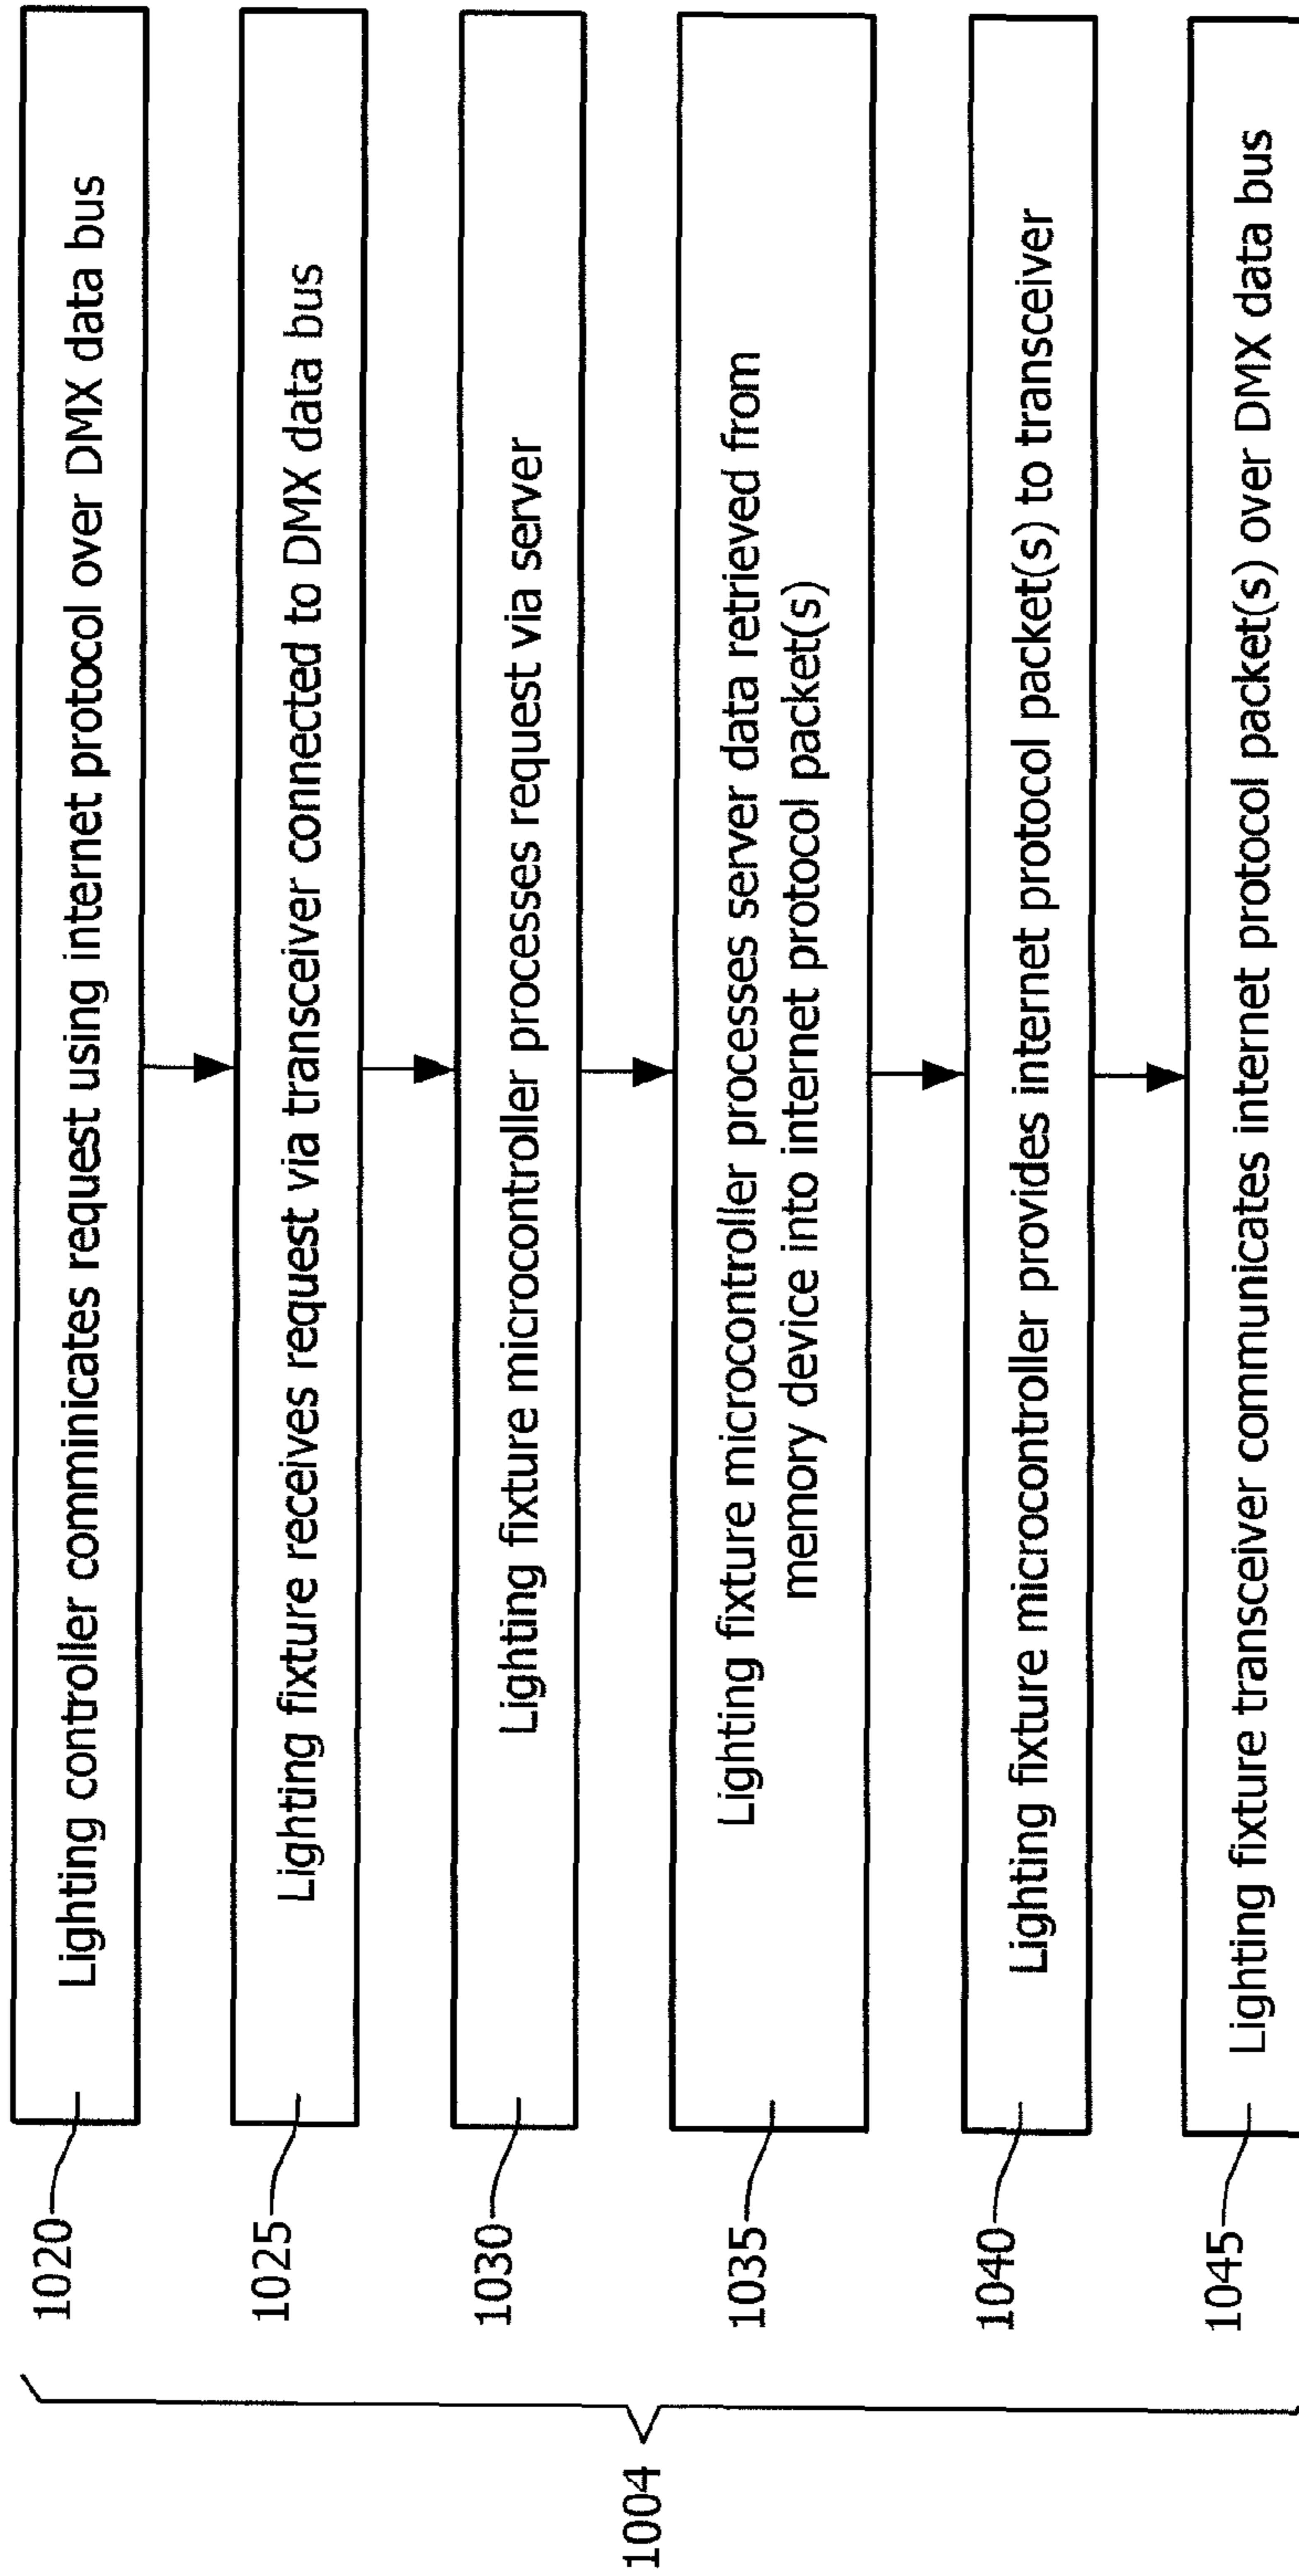 1004
1020
Lighting controller comminicates request using internet protocol over DMX data bus
1025
Lighting fixture receives request via transceiver connected to DMX data bus
1030
Lighting fixture microcontroller processes request via server
1035
Lighting fixture microcontroller processes server data retrieved from
memory device into internet protocol packet(s)
1040
Lighting fixture microcontroller provides internet protocol packet(s) to transceiver
1045
Lighting fixture transceiver communicates internet protocol packet(s) over DMX data bus